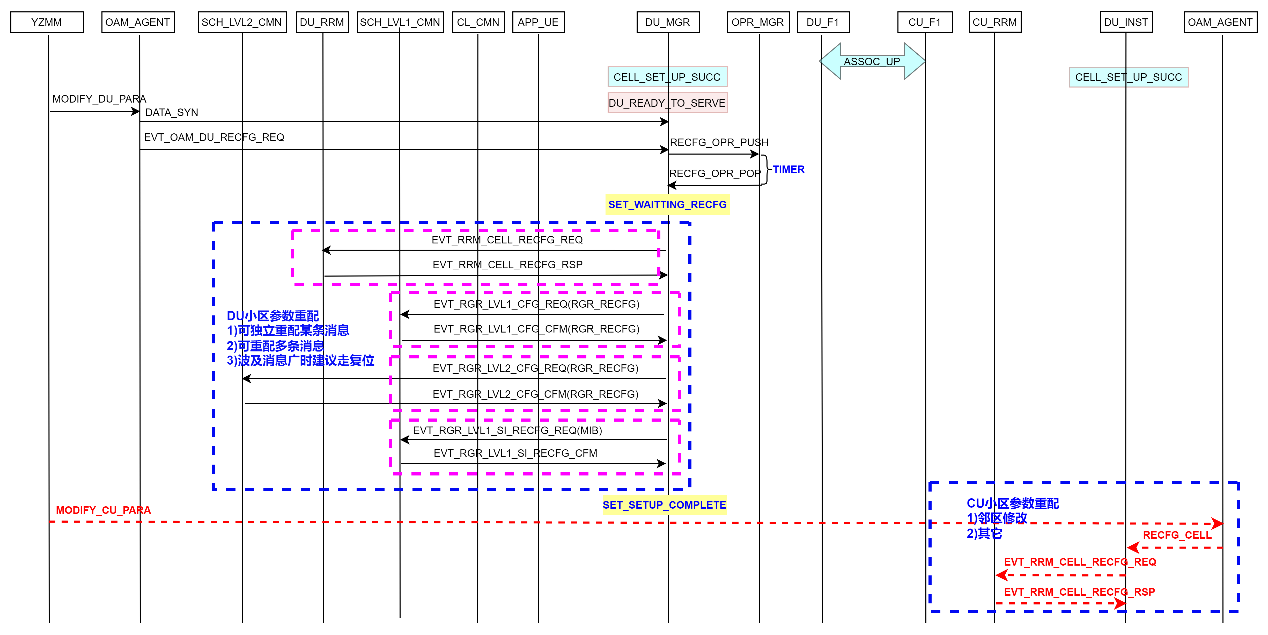 YZMM
OAM_AGENT
SCH_LVL2_CMN
DU_RRM
SCH_LVL1_CMN
CL_CMN
APP_UE
DU_MGR
OPR_MGR
DU_F1
CU_F1
CU_RRM
DU_INST
OAM_AGENT
ASSOC_UP
CELL_SET_UP_SUCC
CELL_SET_UP_SUCC
MODIFY_DU_PARA
DU_READY_TO_SERVE
DATA_SYN
EVT_OAM_DU_RECFG_REQ
RECFG_OPR_PUSH
TIMER
RECFG_OPR_POP
SET_WAITTING_RECFG
EVT_RRM_CELL_RECFG_REQ
EVT_RRM_CELL_RECFG_RSP
DU小区参数重配
1)可独立重配某条消息
2)可重配多条消息
3)波及消息广时建议走复位
EVT_RGR_LVL1_CFG_REQ(RGR_RECFG)
EVT_RGR_LVL1_CFG_CFM(RGR_RECFG)
EVT_RGR_LVL2_CFG_REQ(RGR_RECFG)
EVT_RGR_LVL2_CFG_CFM(RGR_RECFG)
EVT_RGR_LVL1_SI_RECFG_REQ(MIB)
EVT_RGR_LVL1_SI_RECFG_CFM
SET_SETUP_COMPLETE
MODIFY_CU_PARA
CU小区参数重配
1)邻区修改
2)其它
RECFG_CELL
EVT_RRM_CELL_RECFG_REQ
EVT_RRM_CELL_RECFG_RSP